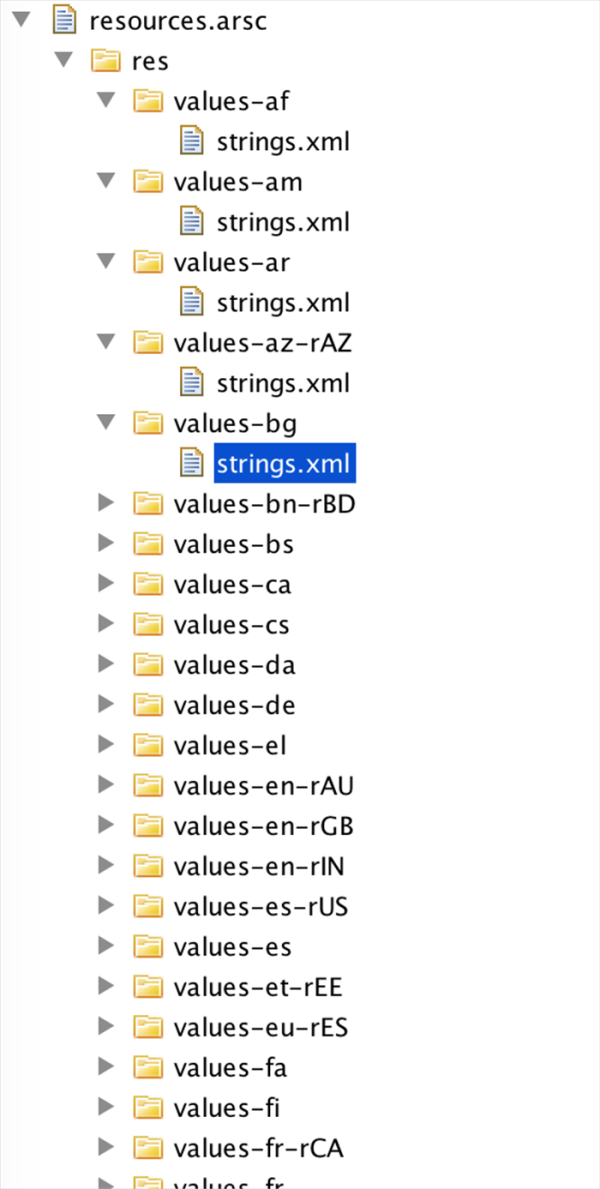 resources.arsc
res
values-af
strings.xml
values-am
strings.xml
values-ar
strings.xml
values-az-rAZ
strings.xml
values-bg
strings.xml
values-bn-rBD
values-bs
values-ca
values-cs
values-da
values-de
values-el
values-en-rAU
values-en-rGB
values-en-rIN
values-es-rUS
values-es
values-et-rEE
values-eu-rES
values-fa
values-fi
values-fr-rCA
values-fr